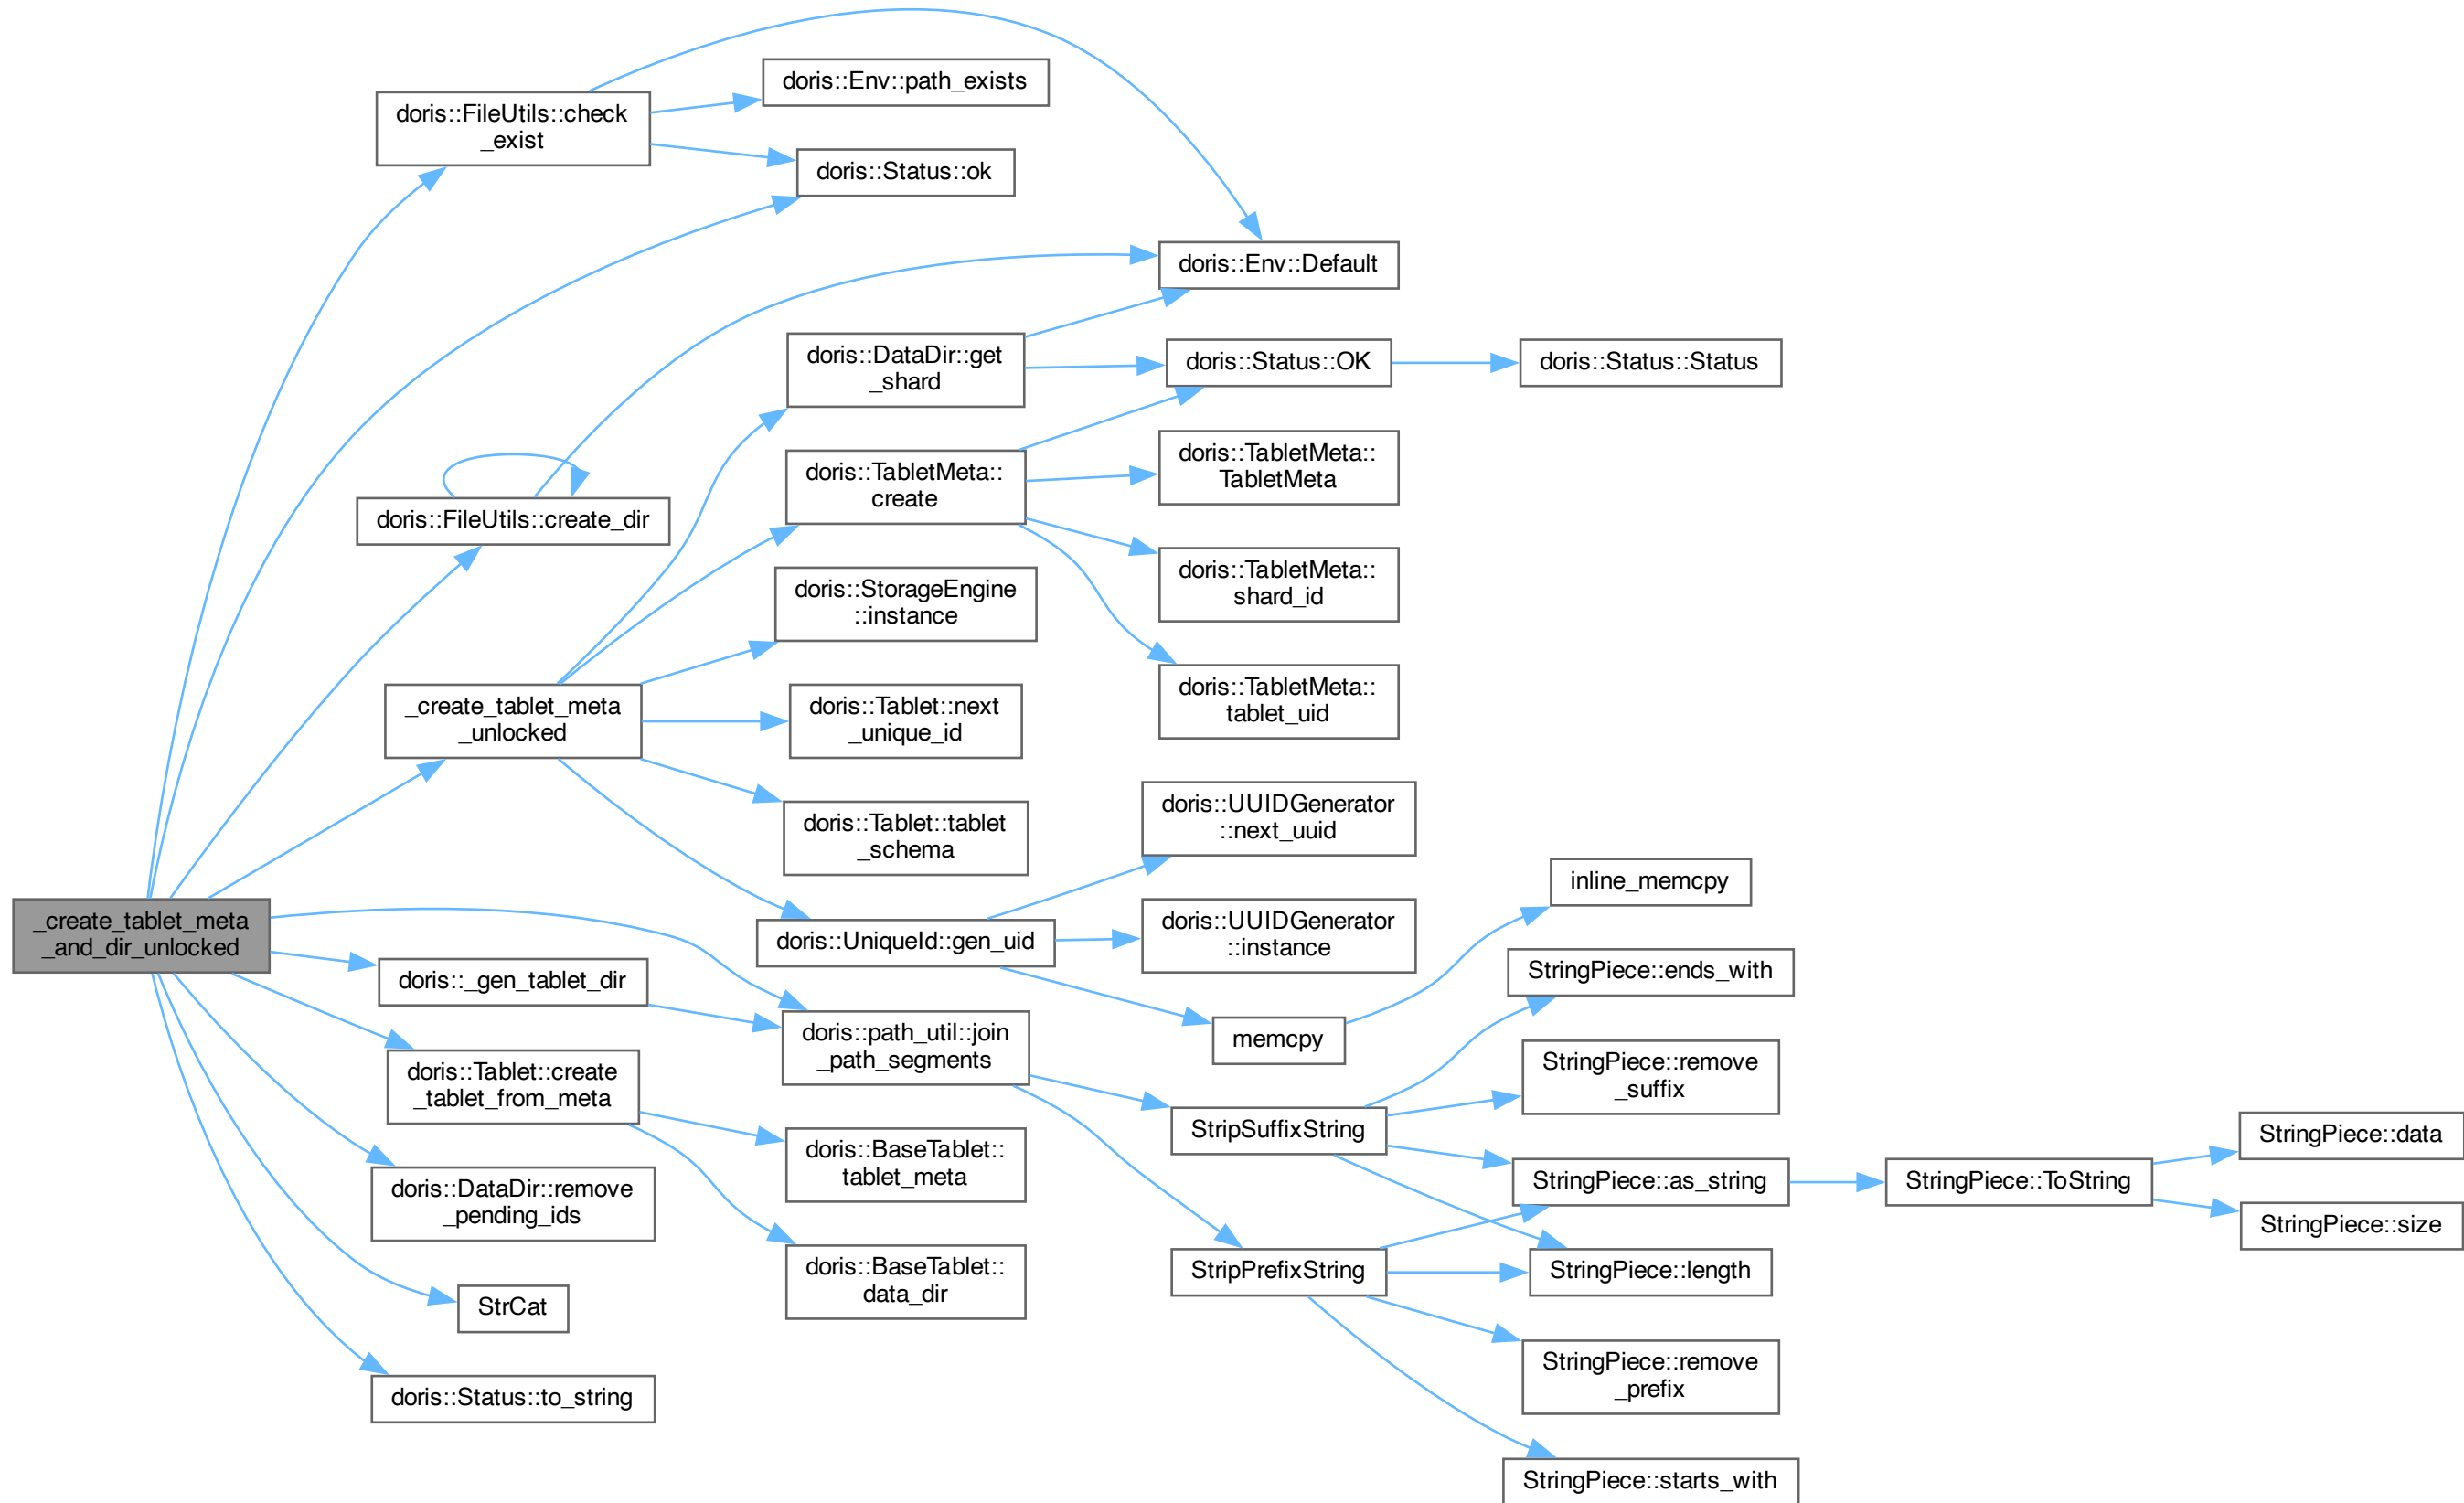 doris::FileUtils::check
_exist
doris::Env::path_exists
doris::Status::ok
doris::Env::Default
doris::DataDir::get
_shard
doris::Status::OK
doris::Status::Status
doris::TabletMeta::
create
doris::TabletMeta::
TabletMeta
doris::FileUtils::create_dir
doris::TabletMeta::
shard_id
doris::StorageEngine
::instance
doris::TabletMeta::
tablet_uid
_create_tablet_meta
_unlocked
doris::Tablet::next
_unique_id
doris::Tablet::tablet
_schema
doris::UUIDGenerator
::next_uuid
inline_memcpy
_create_tablet_meta
_and_dir_unlocked
doris::UniqueId::gen_uid
doris::UUIDGenerator
::instance
StringPiece::ends_with
doris::_gen_tablet_dir
doris::path_util::join
_path_segments
memcpy
StringPiece::remove
_suffix
doris::Tablet::create
_tablet_from_meta
StripSuffixString
StringPiece::data
doris::BaseTablet::
tablet_meta
StringPiece::as_string
StringPiece::ToString
doris::DataDir::remove
_pending_ids
StringPiece::size
doris::BaseTablet::
data_dir
StripPrefixString
StringPiece::length
StrCat
StringPiece::remove
_prefix
doris::Status::to_string
StringPiece::starts_with